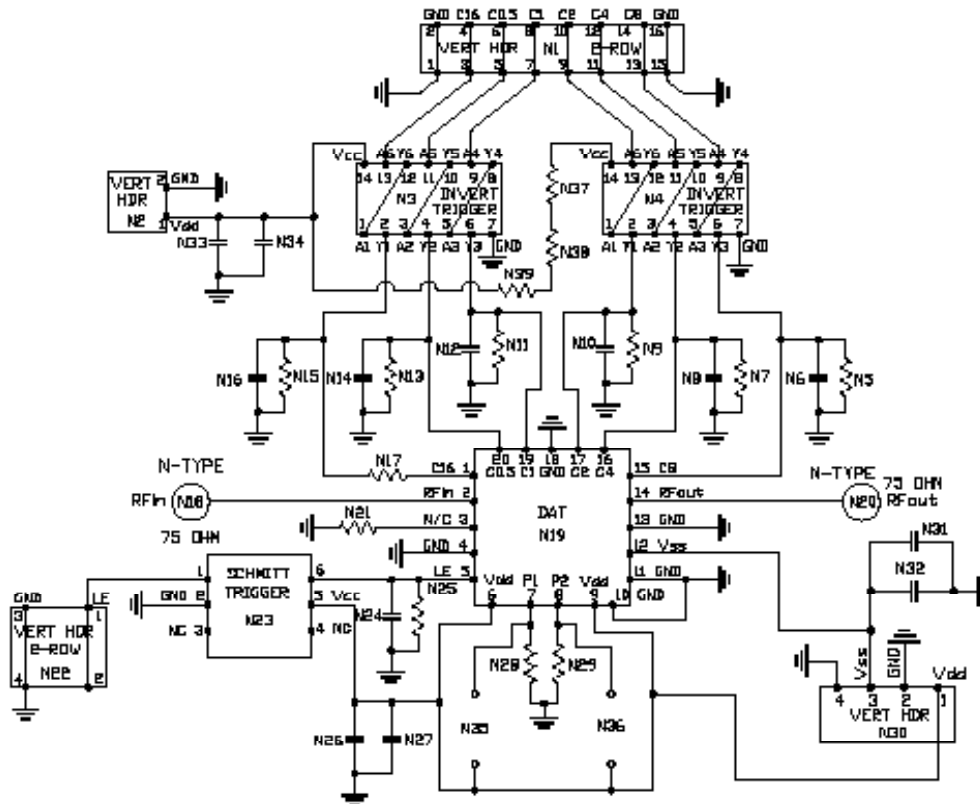 GND C16 C0.5 C1 C2 C4 C8 GND
2 4 6 8 10 12 14 16
VERT HDR N1 2-ROW
1 3 5 7 9 11 13 15
Vcc A6 Y6 A5 Y5 A4 Y4
14 13 12 11 10 9 8
N3 INVERT TRIGGER
1 2 3 4 5 6 7
A1 Y1 A2 Y2 A3 Y3 GND
Vcc A6 Y6 A5 Y5 A4 Y4
14 13 12 11 10 9 8
N4 INVERT TRIGGER
1 2 3 4 5 6 7
A1 Y1 A2 Y2 A3 Y3 GND
VERT HDR N2
2 GND
1 Vdd
N33 N34
N37
N38
N39
N16 N15 N14 N13 N12 N11 N10 N9 N8 N7 N6 N5
20 19 18 17 16
C0.5 C1 GND C2 C4
N-TYPE
RFin N18
75 OHM
N17 C16 1
RFin 2
N21 N/C 3
GND 4
LE 5
DAT
N19
15 C8
14 RFout
13 GND
12 Vss
11 GND
Vdd P1 P2 Vdd
6 7 8 9 10 GND
N-TYPE
75 OHM
N20 RFout
N31
N32
GND LE
3 1
VERT HDR
2-ROW
N22
4 2
1
GND 2
NC 3
SCHMITT
TRIGGER
N23
6
5 Vcc
4 NC
N24 N25
N26 N27
N28 N29
N35 N36
Vss GND Vdd
4 3 2 1
VERT HDR
N30